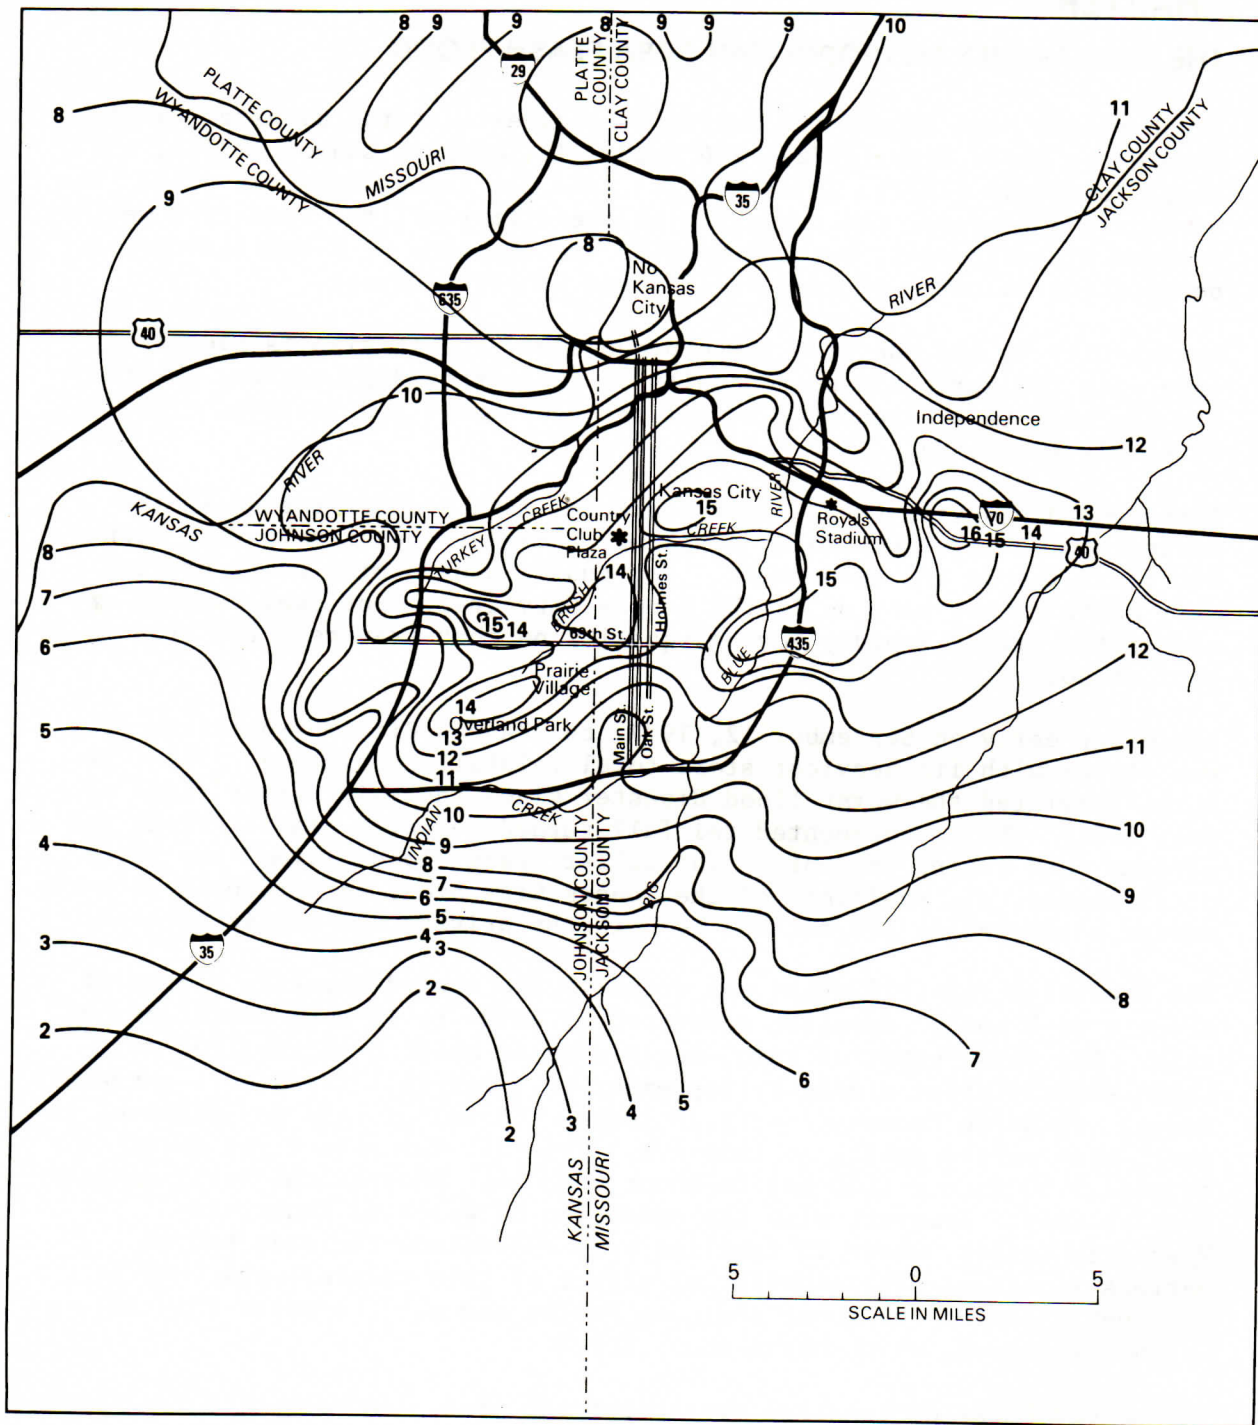 8 9 9 8 9 9 9 10
29
PLATTE COUNTY
CLAY COUNTY
PLATTE COUNTY
WYANDOTTE COUNTY
8
11
CLAY COUNTY
JACKSON COUNTY
MISSOURI
9
35
8
No
Kansas
City
635
RIVER
40
10
Independence
12
RIVER
KANSAS
CREEK
Kansas City
15
RIVER
WYANDOTTE COUNTY
JOHNSON COUNTY
Country
Club
Plaza
CREEK
Royals
Stadium
70
13
16 15 14
40
8
TURKEY
14
15
7
BRUSH
Holmes St.
15 14
69th St.
435
6
12
BLUE
Prairie
Village
14
Overland Park
Main St.
Oak St.
5
13
12
11
11
10
CREEK
INDIAN
10
4
9
8
7
9
6
BIG
5
JOHNSON COUNTY
JACKSON COUNTY
3
35
4
3
2
8
2
7
6
5
4
3
2
KANSAS
MISSOURI
5 0 5
SCALE IN MILES